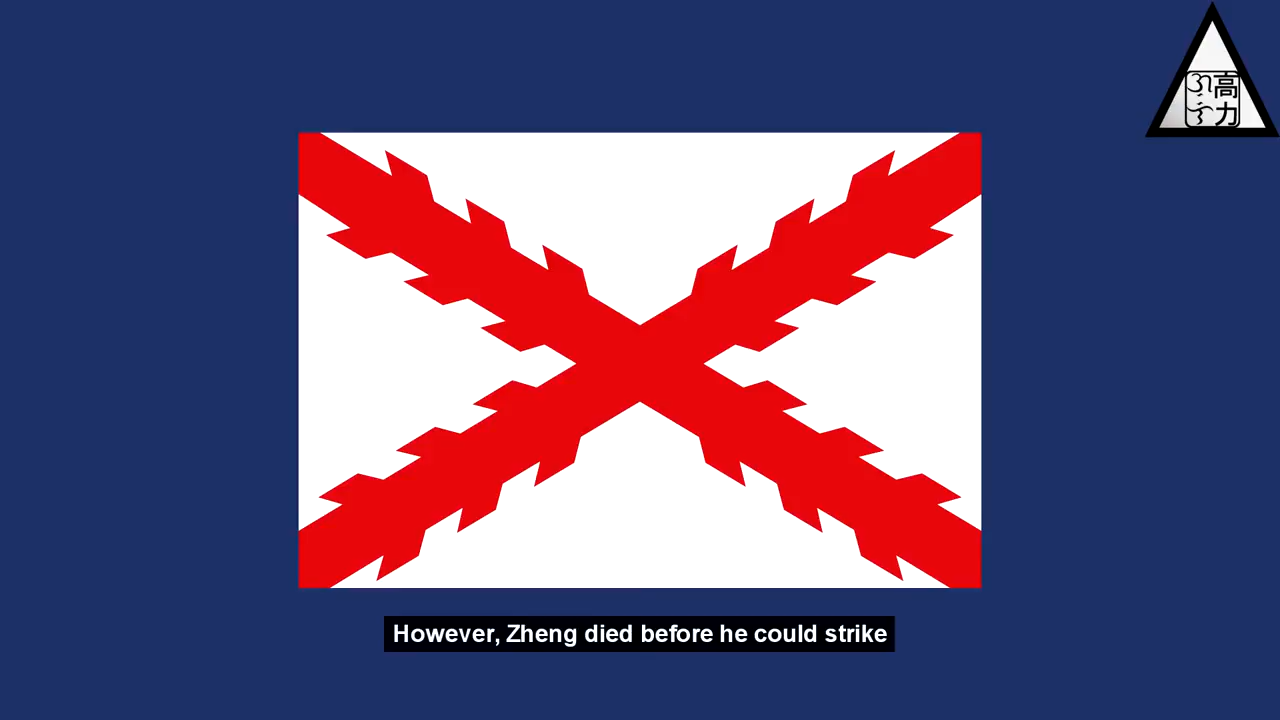 高
力
However, Zheng died before he could strike